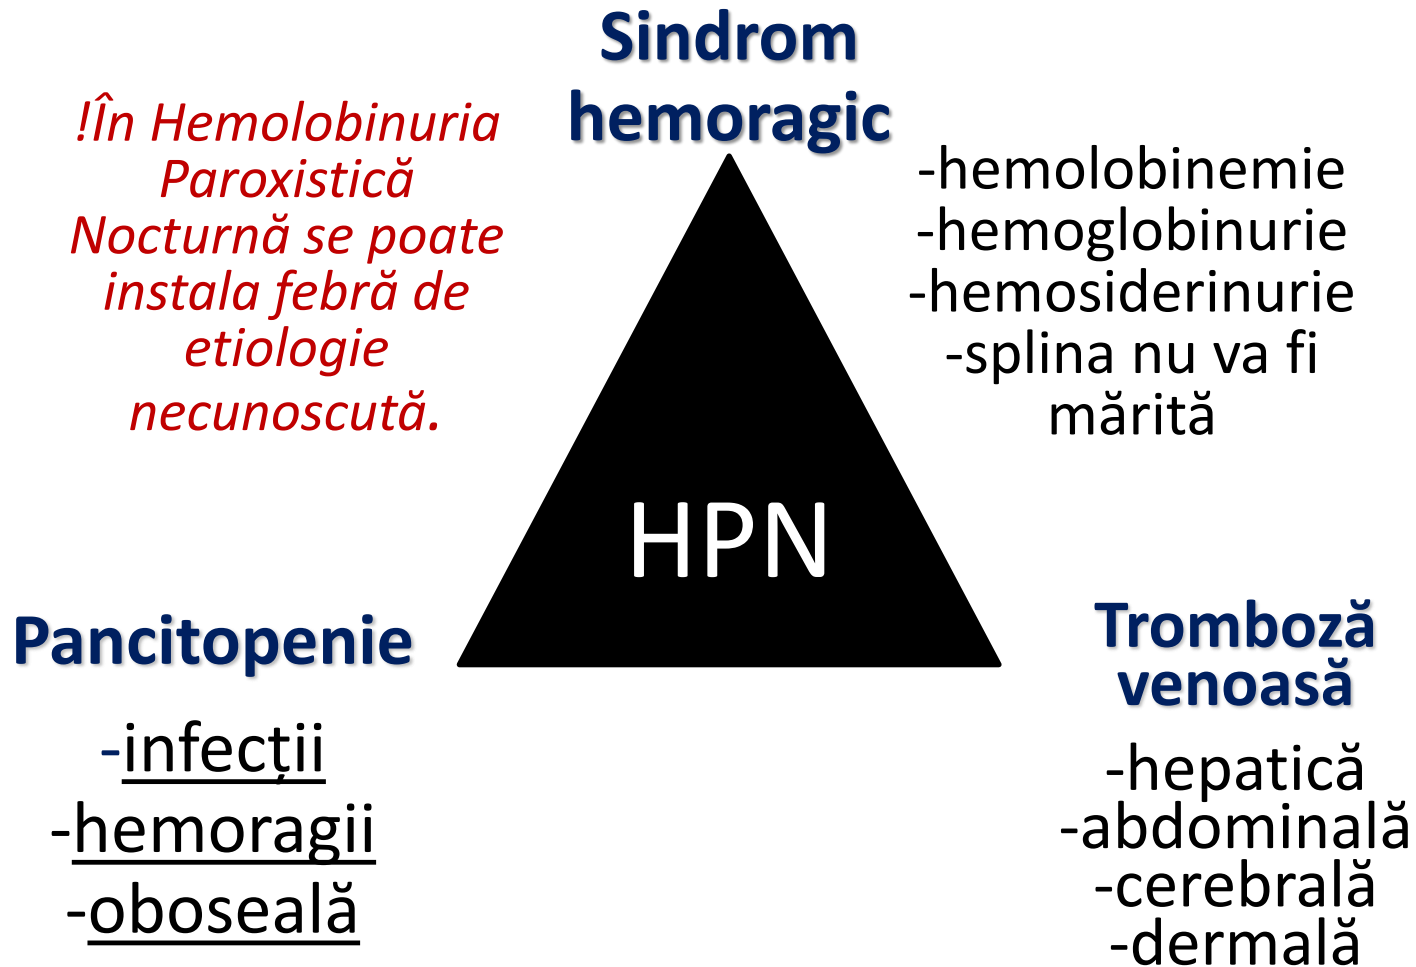 Sindrom
hemoragic
!În Hemolobinuria
Paroxistică
Nocturnă se poate
instala febră de
etiologie
necunoscută.
-hemolobinemie
-hemoglobinurie
-hemosiderinurie
-splina nu va fi
mărită
HPN
Pancitopenie
-infecții
-hemoragii
-oboseală
Tromboză
venoasă
-hepatică
-abdominală
-cerebrală
-dermală